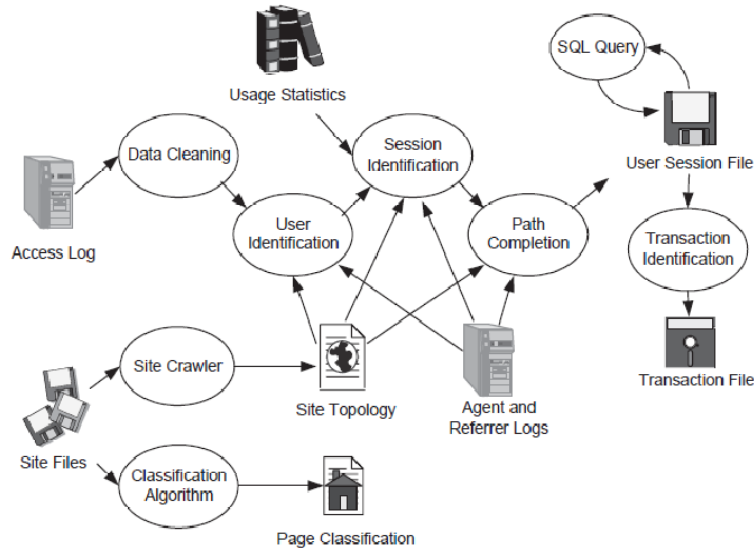 SQL Query
Usage Statistics
Session
Identification
Data Cleaning
User Session File
User
Identification
Path
Completion
Transaction
Identification
Access Log
Site Crawler
Site Topology
Agent and
Referrer Logs
Transaction File
Site Files
Classification
Algorithm
Page Classification